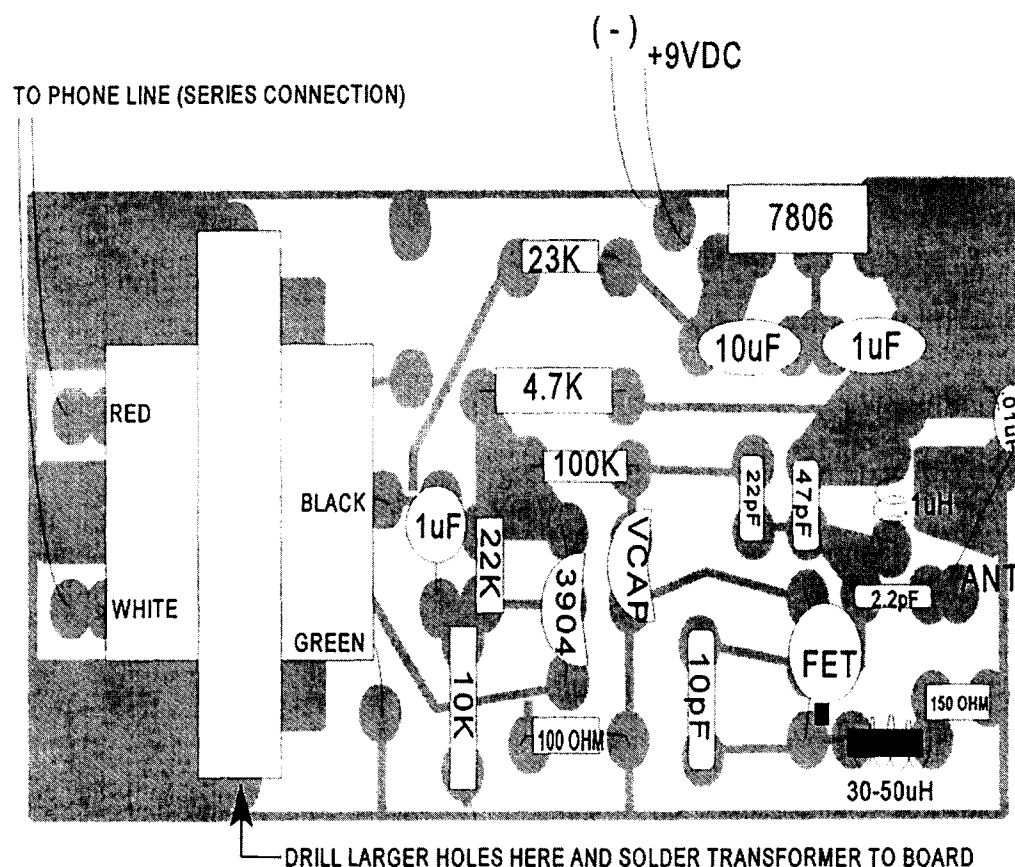 (-)
+9VDC
TO PHONE LINE (SERIES CONNECTION)
7806
23K
10uF
1uF
4.7K
RED
.01uF
100K
22pF
47pF
1uH
BLACK
1uF
22K
3904
VCAP
ANT
2.2pF
WHITE
GREEN
FET
10K
10pF
150 OHM
100 OHM
30-50uH
DRILL LARGER HOLES HERE AND SOLDER TRANSFORMER TO BOARD